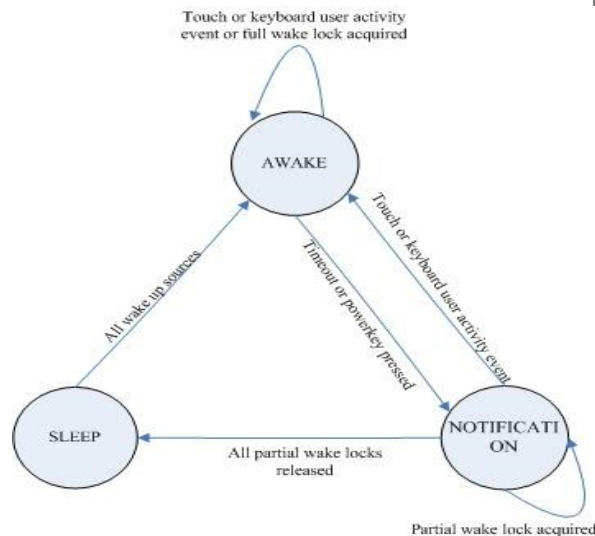 Touch or keyboard user activity
event or full wake lock acquired
AWAKE
All wake up sources
Timeout or powerkey pressed
Touch or keyboard user activity event
SLEEP
NOTIFICATI
ON
All partial wake locks
released
Partial wake lock acquired